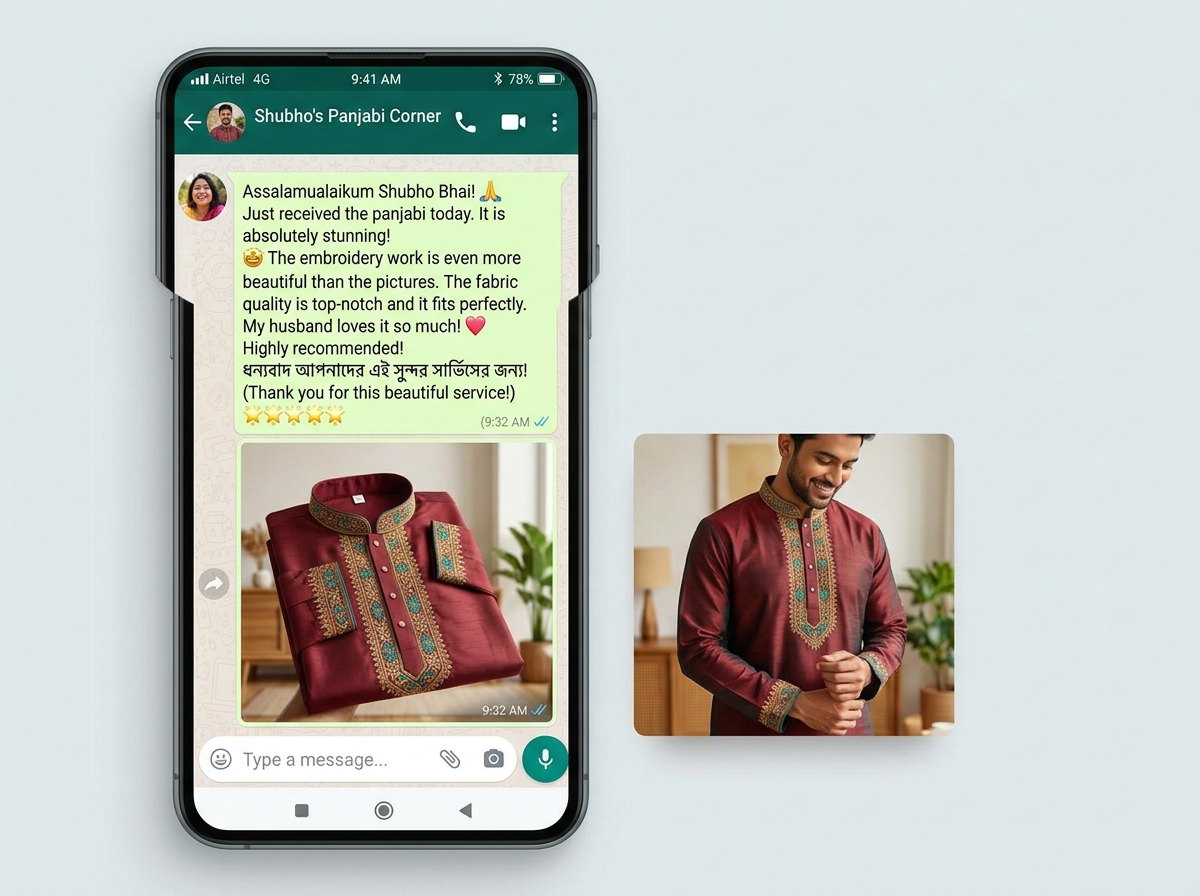 Airtel 4G 9:41 AM 78%
Shubho's Panjabi Corner
Assalamualaikum Shubho Bhai! 🙏
Just received the panjabi today. It is
absolutely stunning!
🤩 The embroidery work is even more
beautiful than the pictures. The fabric
quality is top-notch and it fits perfectly.
My husband loves it so much! ❤️
Highly recommended!
ধন্যবাদ আপনাদের এই সুন্দর সার্ভিসের জন্য!
(Thank you for this beautiful service!)
🌟🌟🌟🌟🌟
(9:32 AM
9:32 AM
Type a message...